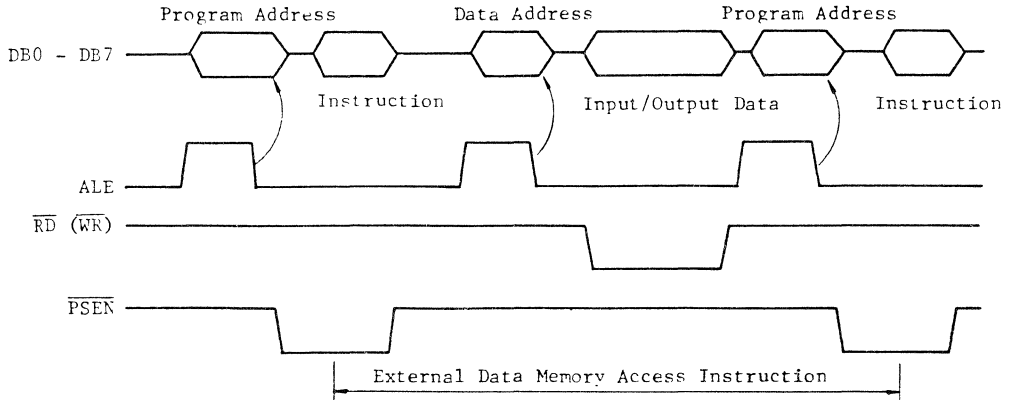 Program Address Data Address Program Address
DB0 - DB7
Instruction Input/Output Data Instruction
ALE
RD (WR)
PSEN
External Data Memory Access Instruction